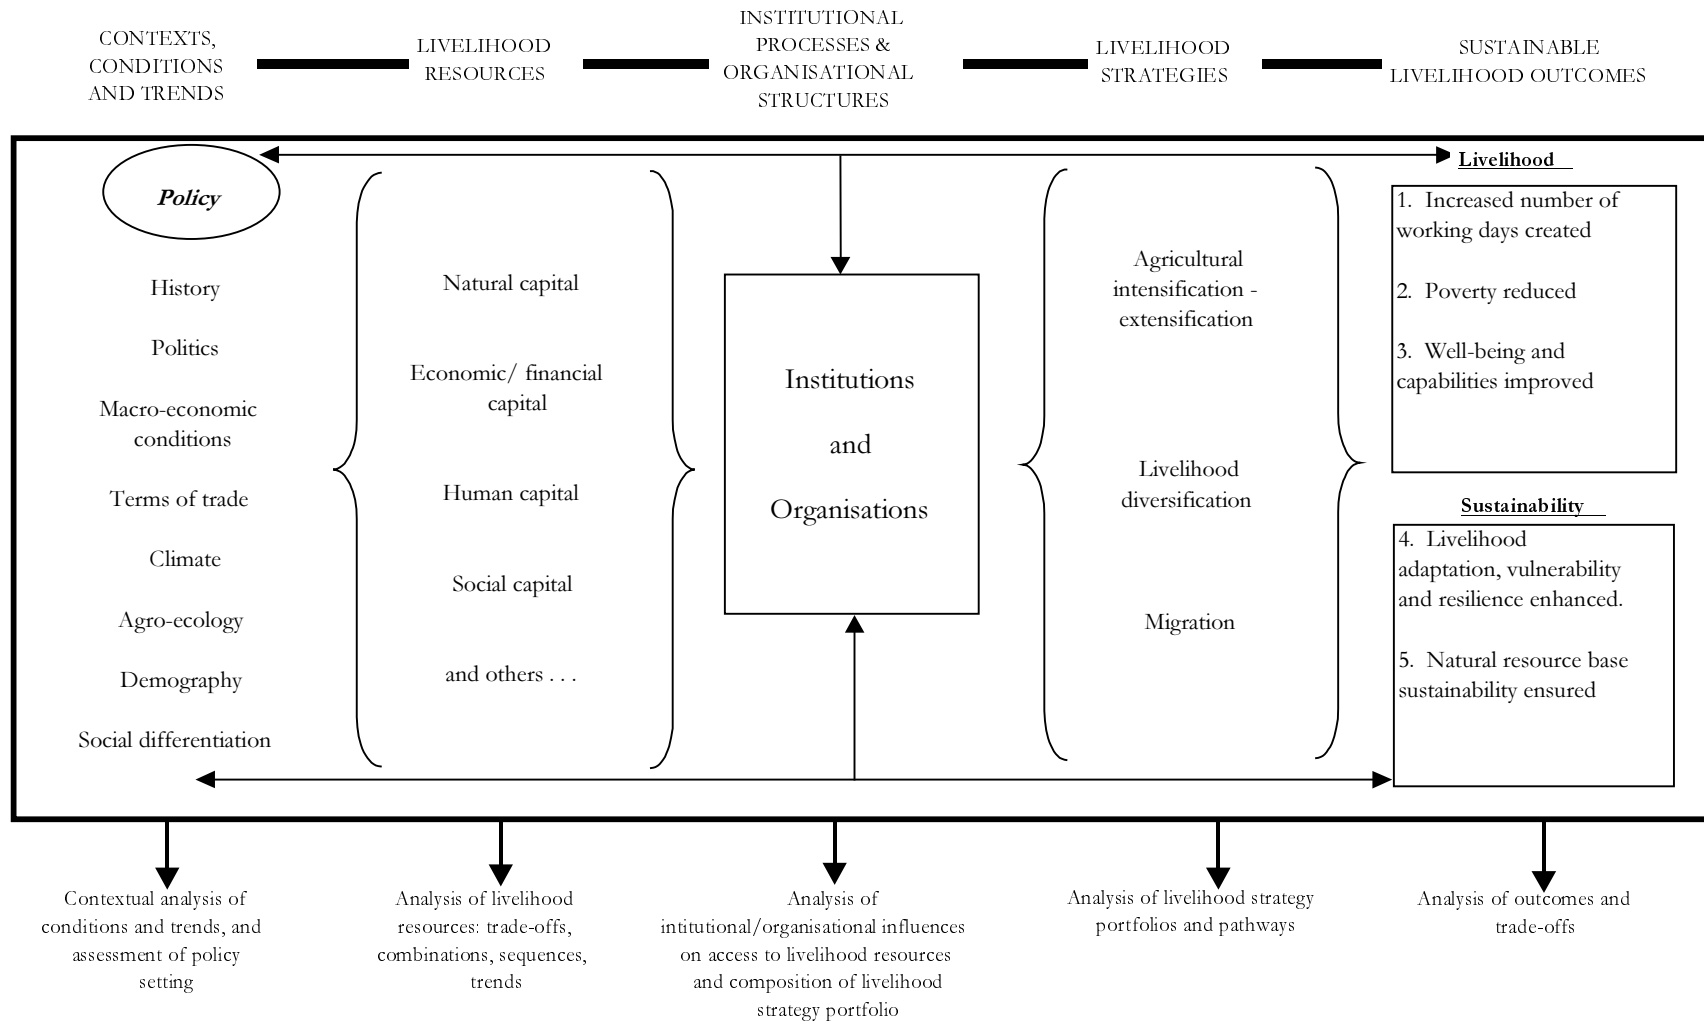 CONTEXTS,
CONDITIONS
AND TRENDS
LIVELIHOOD
RESOURCES
INSTITUTIONAL
PROCESSES &
ORGANISATIONAL
STRUCTURES
LIVELIHOOD
STRATEGIES
SUSTAINABLE
LIVELIHOOD OUTCOMES
Policy
History
Politics
Macro-economic
conditions
Terms of trade
Climate
Agro-ecology
Demography
Social differentiation
Natural capital
Economic/ financial
capital
Human capital
Social capital
and others . . .
Institutions
and
Organisations
Agricultural
intensification -
extensification
Livelihood
diversification
Migration
Livelihood
1. Increased number of
working days created
2. Poverty reduced
3. Well-being and
capabilities improved
Sustainability
4. Livelihood
adaptation, vulnerability
and resilience enhanced.
5. Natural resource base
sustainability ensured
Contextual analysis of
conditions and trends, and
assessment of policy
setting
Analysis of livelihood
resources: trade-offs,
combinations, sequences,
trends
Analysis of
intitutional/organisational influences
on access to livelihood resources
and composition of livelihood
strategy portfolio
Analysis of livelihood strategy
portfolios and pathways
Analysis of outcomes and
trade-offs